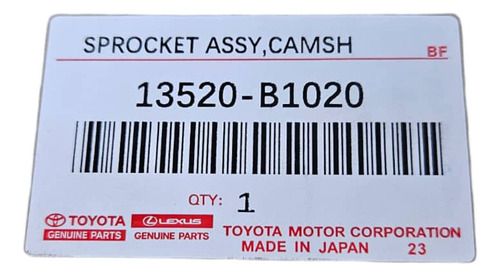 SPROCKET ASSY,CAMSH
BF
13520-B1020
QTY: 1
TOYOTA LEXUS
GENUINE PARTS GENUINE PARTS
TOYOTA MOTOR CORPORATION
MADE IN JAPAN 23